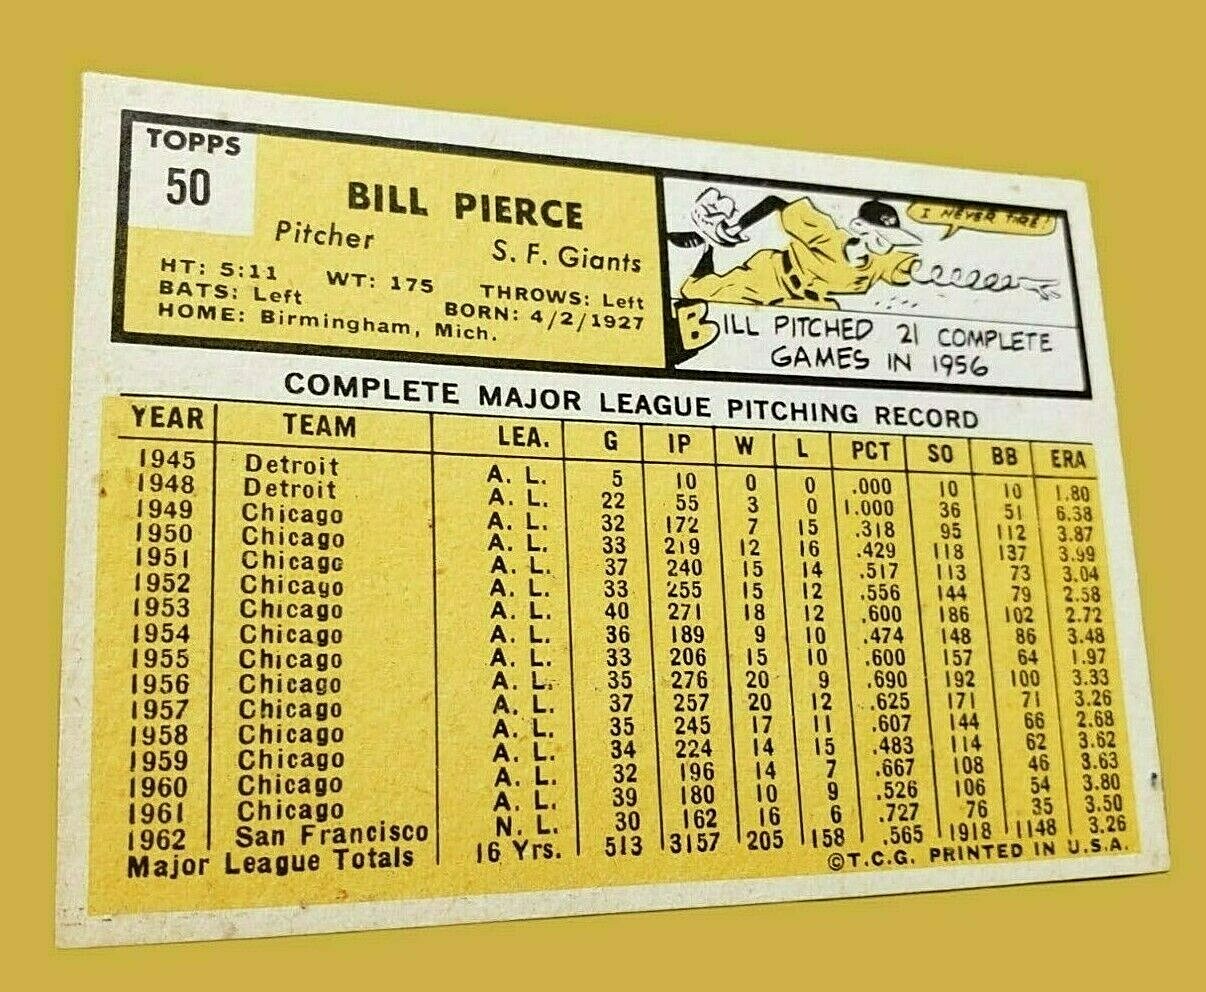 TOPPS
50
BILL PIERCE
Pitcher S. F. Giants
HT: 5:11 WT: 175 THROWS: Left
BATS: Left BORN: 4/2/1927
HOME: Birmingham, Mich.
I NEVER TIRE!
BILL PITCHED 21 COMPLETE
GAMES IN 1956
COMPLETE MAJOR LEAGUE PITCHING RECORD
YEAR TEAM LEA. G IP W L PCT SO BB ERA
1945 Detroit A. L. 5 10 0 0 .000 10 10 1.80
1948 Detroit A. L. 22 55 3 0 1.000 36 51 6.38
1949 Chicago A. L. 32 172 7 15 .318 95 112 3.87
1950 Chicago A. L. 33 219 12 16 .429 118 137 3.99
1951 Chicago A. L. 37 240 15 14 .517 113 73 3.04
1952 Chicago A. L. 33 255 15 12 .556 144 79 2.58
1953 Chicago A. L. 40 271 18 12 .600 186 102 2.72
1954 Chicago A. L. 36 189 9 10 .474 148 86 3.48
1955 Chicago A. L. 33 206 15 10 .600 157 64 1.97
1956 Chicago A. L. 35 276 20 9 .690 192 100 3.33
1957 Chicago A. L. 37 257 20 12 .625 171 71 3.26
1958 Chicago A. L. 35 245 17 11 .607 144 66 2.68
1959 Chicago A. L. 34 224 14 15 .483 114 62 3.62
1960 Chicago A. L. 32 196 14 7 .667 108 46 3.63
1961 Chicago A. L. 39 180 10 9 .526 106 54 3.80
1962 San Francisco N. L. 30 162 16 6 .727 76 35 3.50
Major League Totals 16 Yrs. 513 3157 205 158 .565 1918 1148 3.26
©T.C.G. PRINTED IN U.S.A.